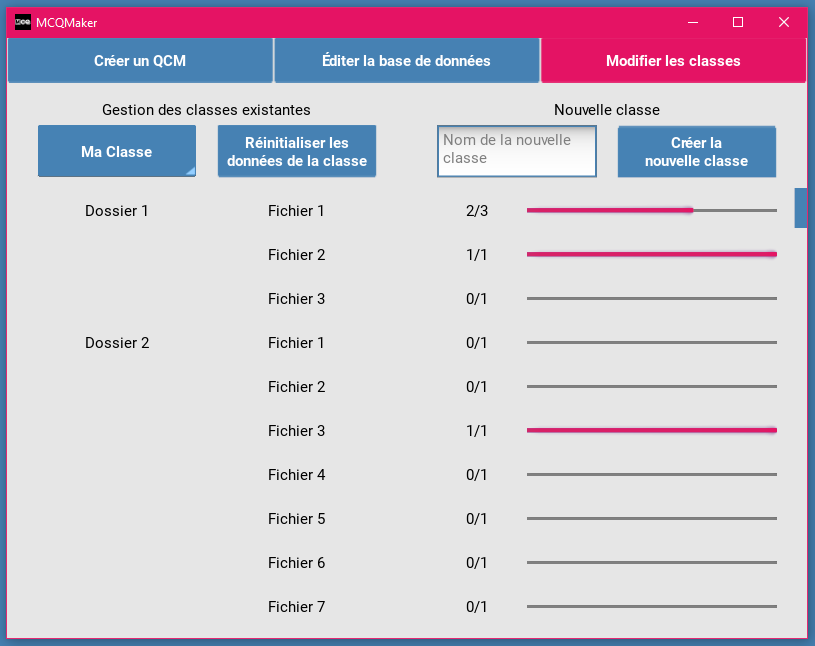 MCQ MCQMaker
Créer un QCM Éditer la base de données Modifier les classes
Gestion des classes existantes Nouvelle classe
Ma Classe
Réinitialiser les
données de la classe
Nom de la nouvelle
classe
Créer la
nouvelle classe
Dossier 1 Fichier 1 2/3
Fichier 2 1/1
Fichier 3 0/1
Dossier 2 Fichier 1 0/1
Fichier 2 0/1
Fichier 3 1/1
Fichier 4 0/1
Fichier 5 0/1
Fichier 6 0/1
Fichier 7 0/1